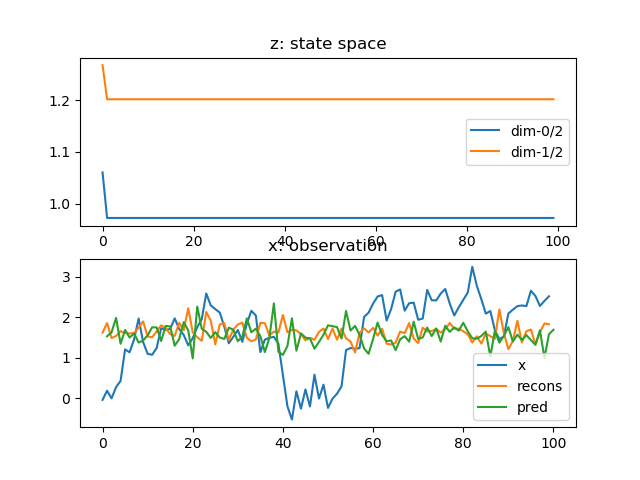 z: state space
1.2
1.1
1.0
dim-0/2
dim-1/2
0 20 40 60 80 100
x: observation
3
2
1
0
x
recons
pred
0 20 40 60 80 100